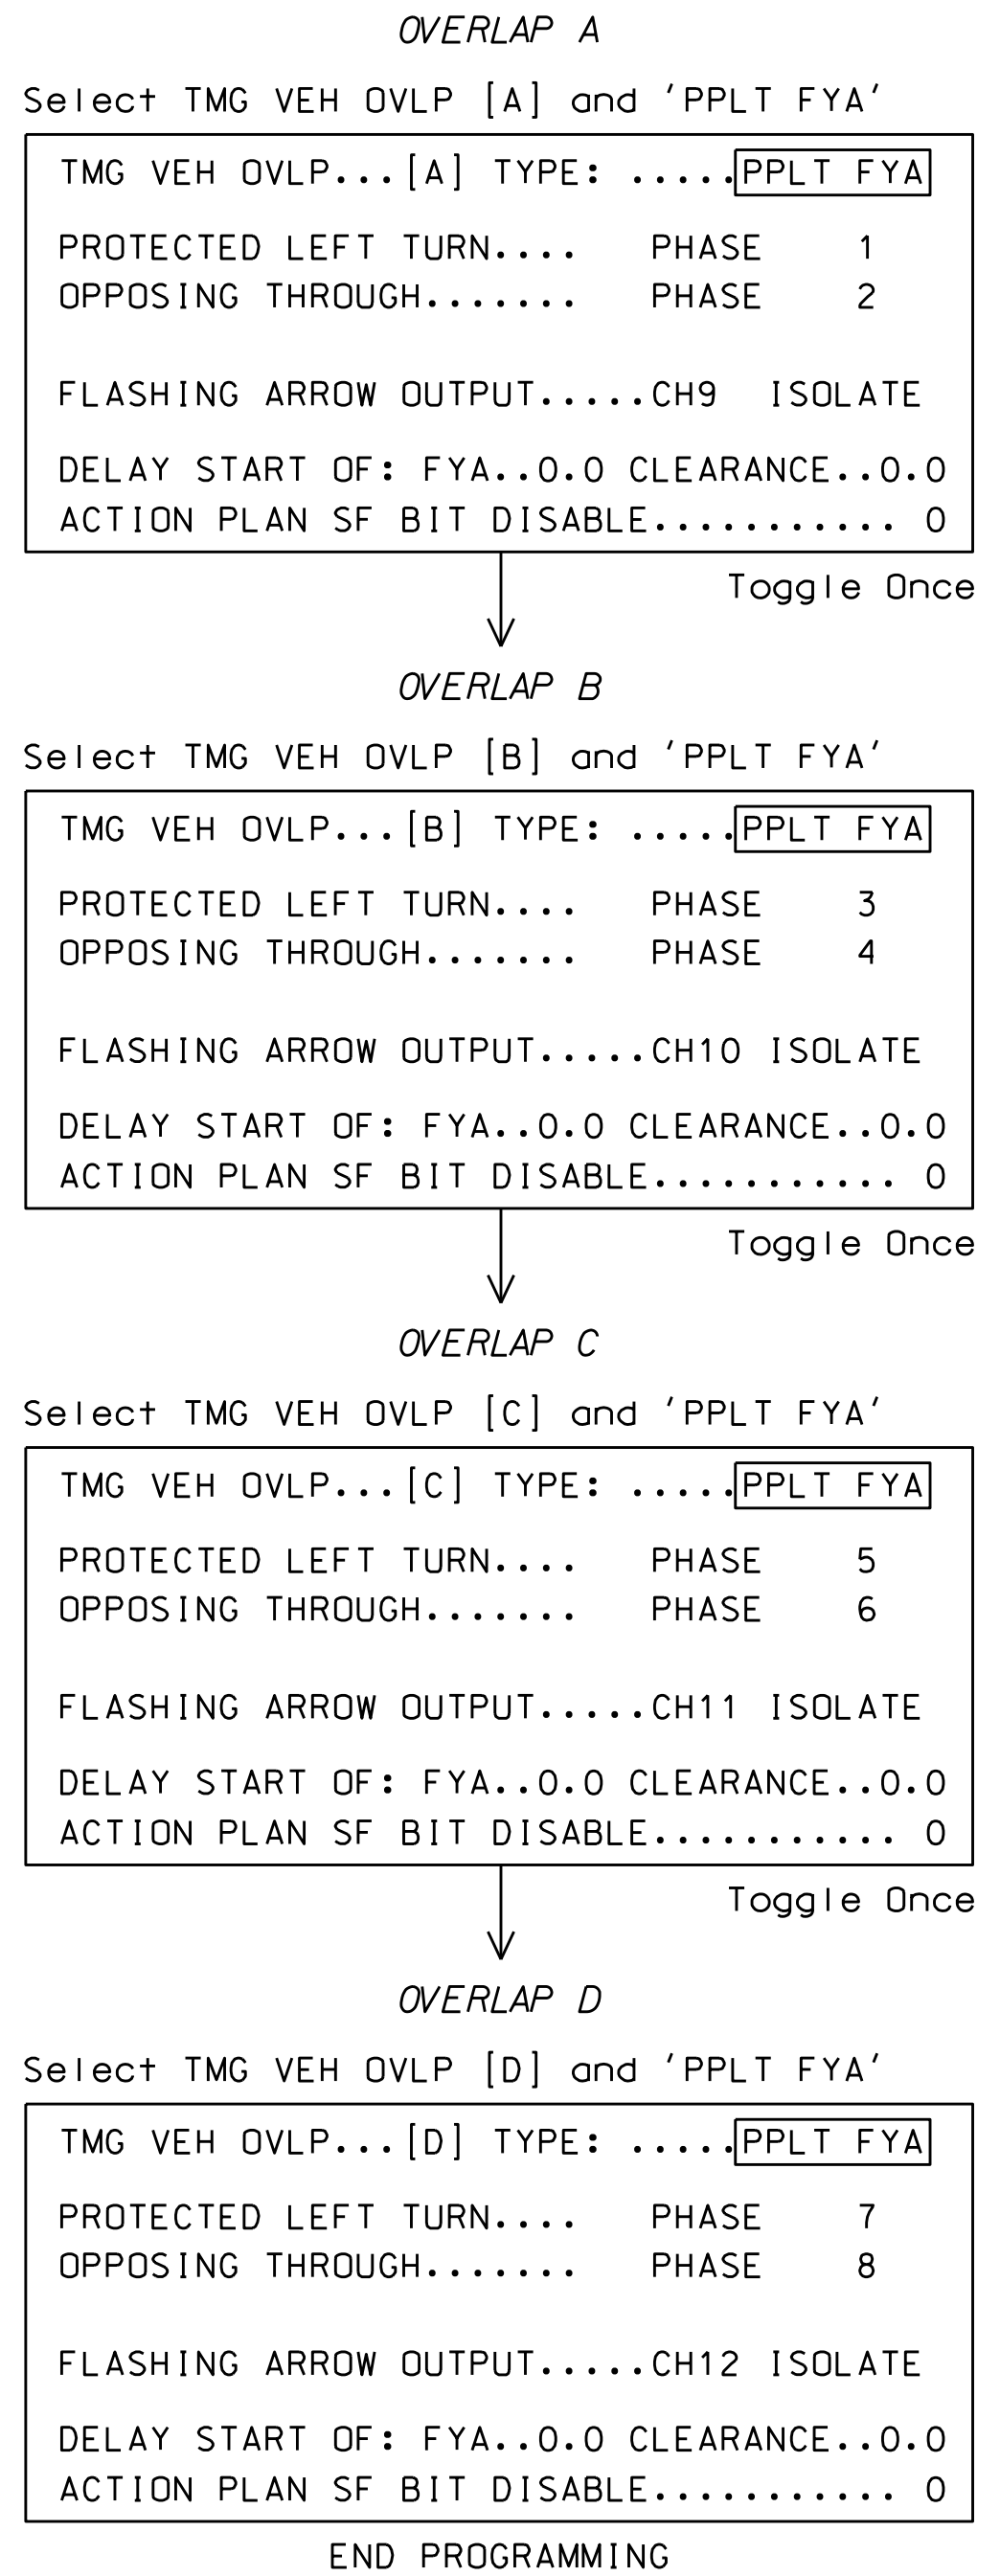 OVERLAP A
Select TMG VEH OVLP [A] and 'PPLT FYA'
TMG VEH OVLP...[A] TYPE: .....PPLT FYA
PROTECTED LEFT TURN.... PHASE 1
OPPOSING THROUGH....... PHASE 2
FLASHING ARROW OUTPUT.....CH9 ISOLATE
DELAY START OF: FYA..0.0 CLEARANCE..0.0
ACTION PLAN SF BIT DISABLE........... 0
Toggle Once
OVERLAP B
Select TMG VEH OVLP [B] and 'PPLT FYA'
TMG VEH OVLP...[B] TYPE: .....PPLT FYA
PROTECTED LEFT TURN.... PHASE 3
OPPOSING THROUGH....... PHASE 4
FLASHING ARROW OUTPUT.....CH10 ISOLATE
DELAY START OF: FYA..0.0 CLEARANCE..0.0
ACTION PLAN SF BIT DISABLE........... 0
Toggle Once
OVERLAP C
Select TMG VEH OVLP [C] and 'PPLT FYA'
TMG VEH OVLP...[C] TYPE: .....PPLT FYA
PROTECTED LEFT TURN.... PHASE 5
OPPOSING THROUGH....... PHASE 6
FLASHING ARROW OUTPUT.....CH11 ISOLATE
DELAY START OF: FYA..0.0 CLEARANCE..0.0
ACTION PLAN SF BIT DISABLE........... 0
Toggle Once
OVERLAP D
Select TMG VEH OVLP [D] and 'PPLT FYA'
TMG VEH OVLP...[D] TYPE: .....PPLT FYA
PROTECTED LEFT TURN.... PHASE 7
OPPOSING THROUGH....... PHASE 8
FLASHING ARROW OUTPUT.....CH12 ISOLATE
DELAY START OF: FYA..0.0 CLEARANCE..0.0
ACTION PLAN SF BIT DISABLE........... 0
END PROGRAMMING